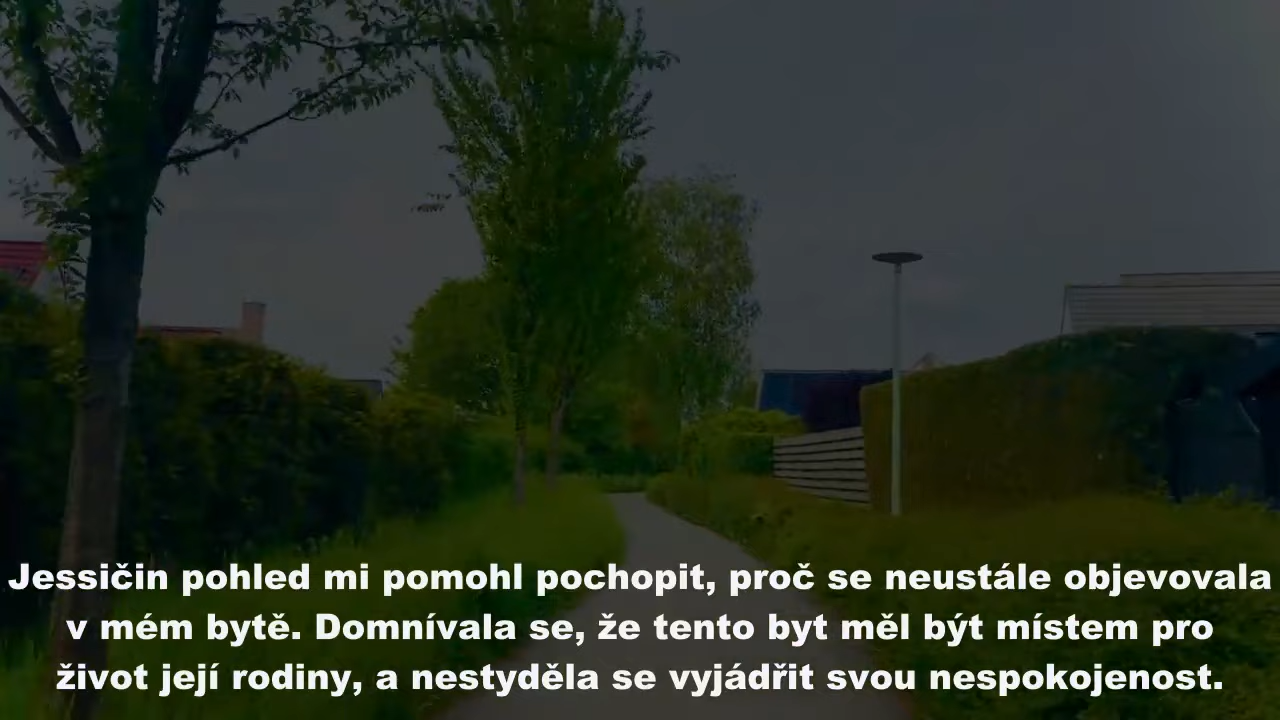 Jessičin pohled mi pomohl pochopit, proč se neustále objevovala
v mém bytě. Domnívala se, že tento byt měl být místem pro
život její rodiny, a nestyděla se vyjádřit svou nespokojenost.